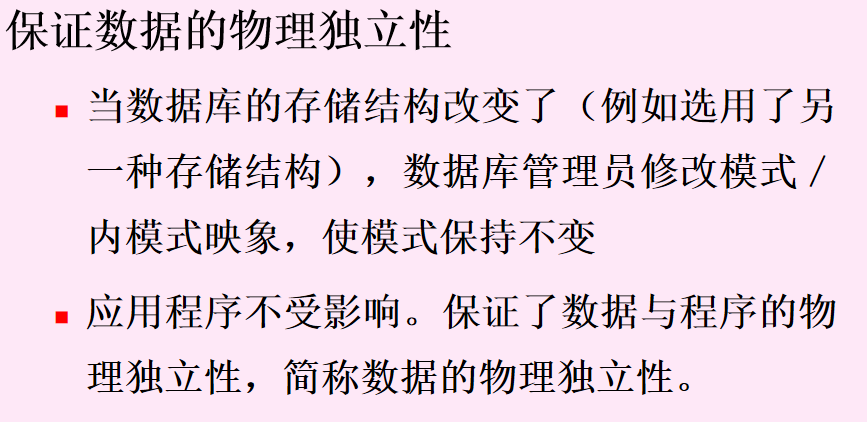 保证数据的物理独立性
▪ 当数据库的存储结构改变了（例如选用了另
一种存储结构），数据库管理员修改模式／
内模式映象，使模式保持不变
▪ 应用程序不受影响。保证了数据与程序的物
理独立性，简称数据的物理独立性。